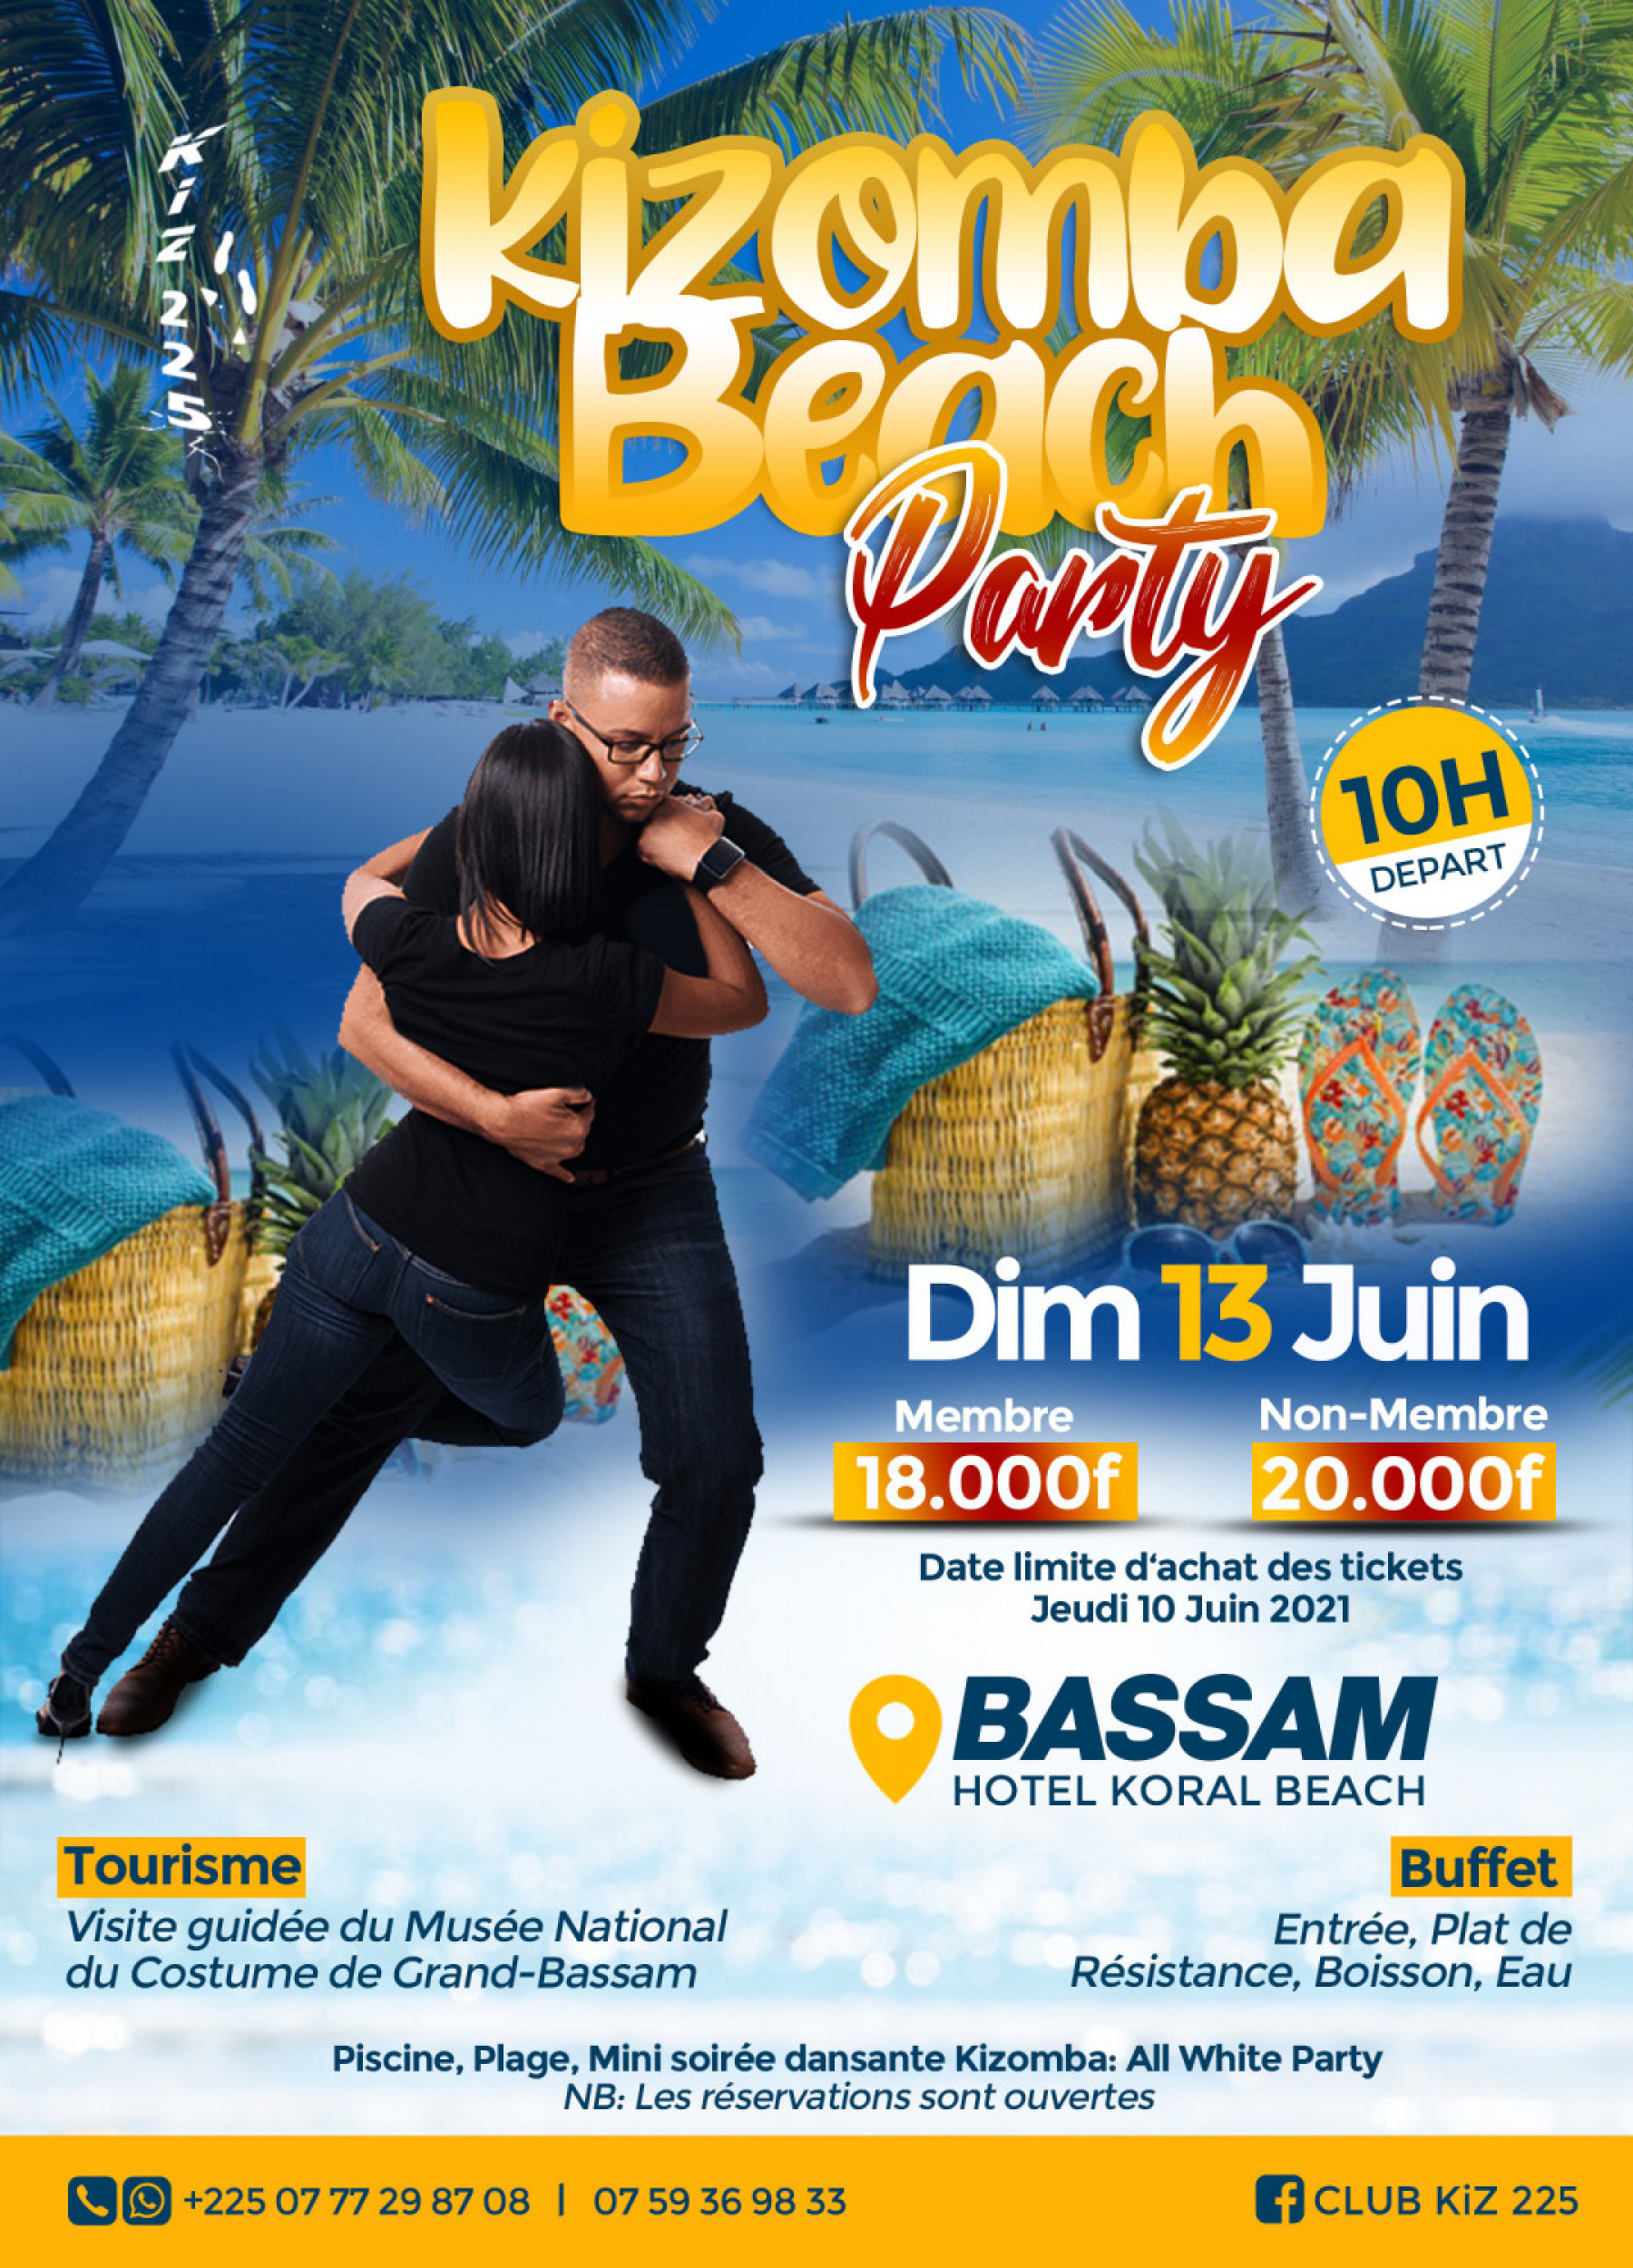 KiZ 225
Kizomba
Beach
Party
10H
DEPART
Dim 13 Juin
Membre
18.000f
Non-Membre
20.000f
Date limite d‘achat des tickets
Jeudi 10 Juin 2021
BASSAM
HOTEL KORAL BEACH
Tourisme
Visite guidée du Musée National
du Costume de Grand-Bassam
Buffet
Entrée, Plat de
Résistance, Boisson, Eau
Piscine, Plage, Mini soirée dansante Kizomba: All White Party
NB: Les réservations sont ouvertes
+225 07 77 29 87 08 | 07 59 36 98 33
CLUB KiZ 225